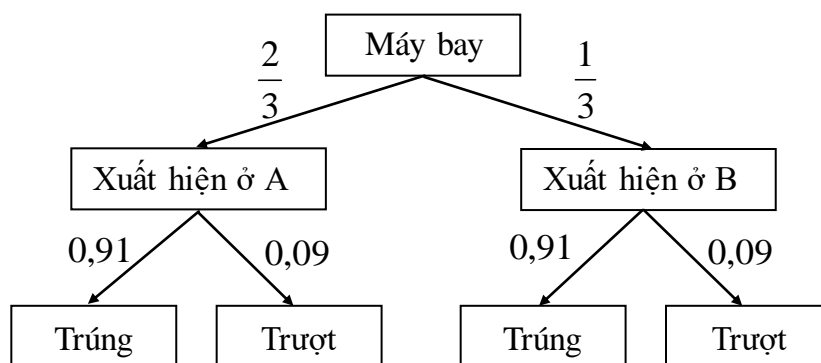 Máy bay
2/3 1/3
Xuất hiện ở A Xuất hiện ở B
0,91 0,09 0,91 0,09
Trúng Trượt Trúng Trượt